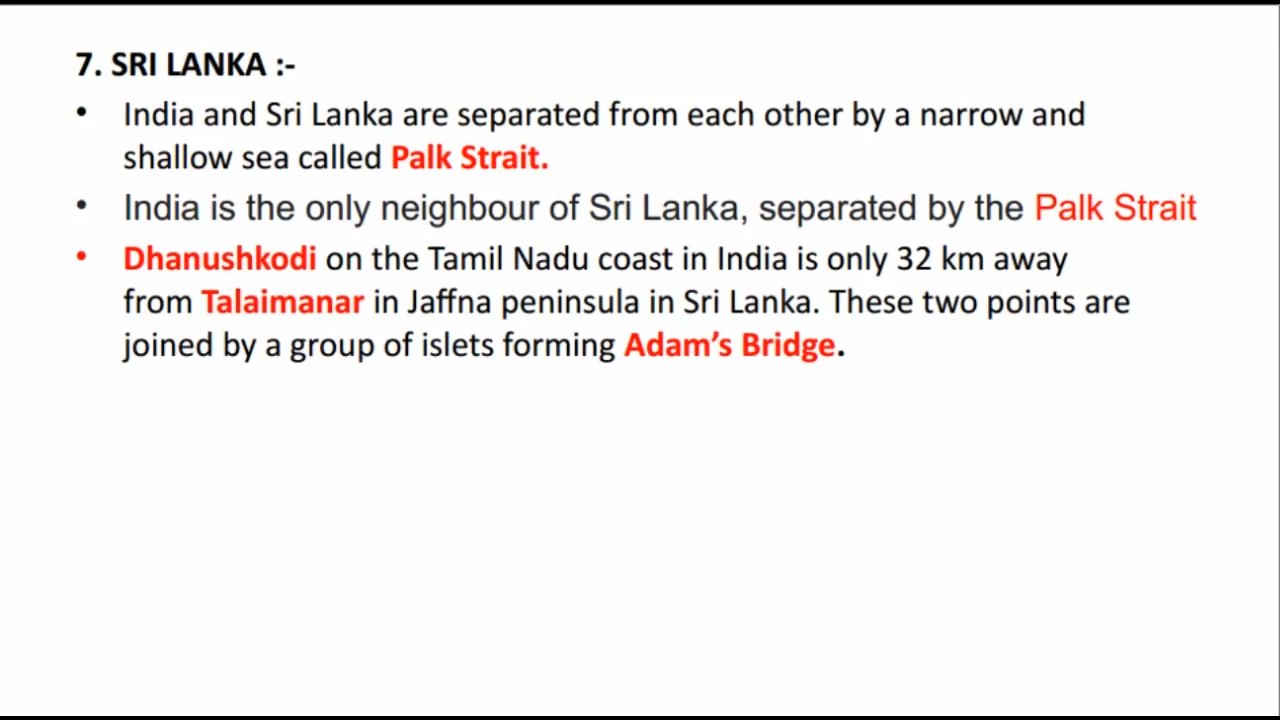 7. SRI LANKA :-
• India and Sri Lanka are separated from each other by a narrow and
shallow sea called Palk Strait.
• India is the only neighbour of Sri Lanka, separated by the Palk Strait
• Dhanushkodi on the Tamil Nadu coast in India is only 32 km away
from Talaimanar in Jaffna peninsula in Sri Lanka. These two points are
joined by a group of islets forming Adam’s Bridge.